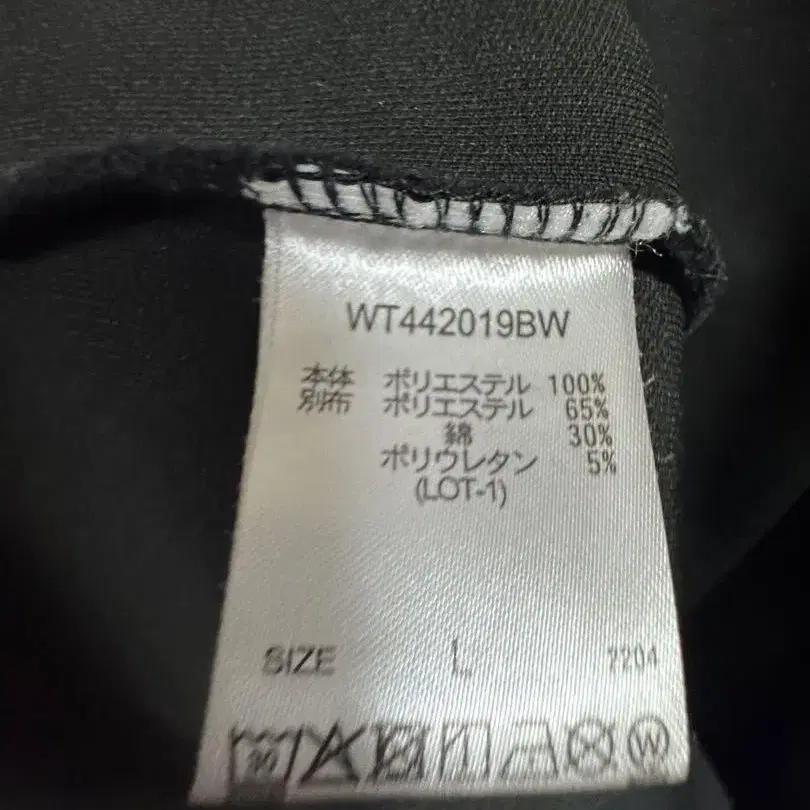 WT442019BW
本体 ポリエステル 100%
別布 ポリエステル 65%
綿 30%
ポリウレタン 5%
(LOT-1)
SIZE L 2204
30 W